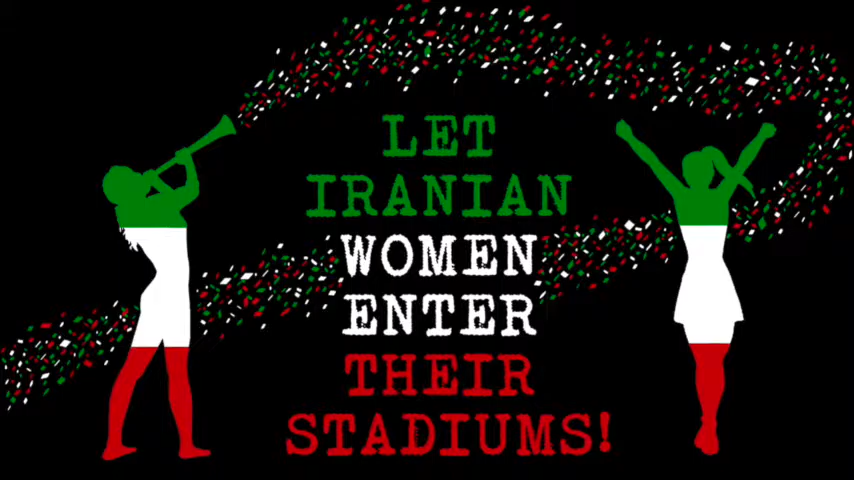 LET
IRANIAN
WOMEN
ENTER
THEIR
STADIUMS!